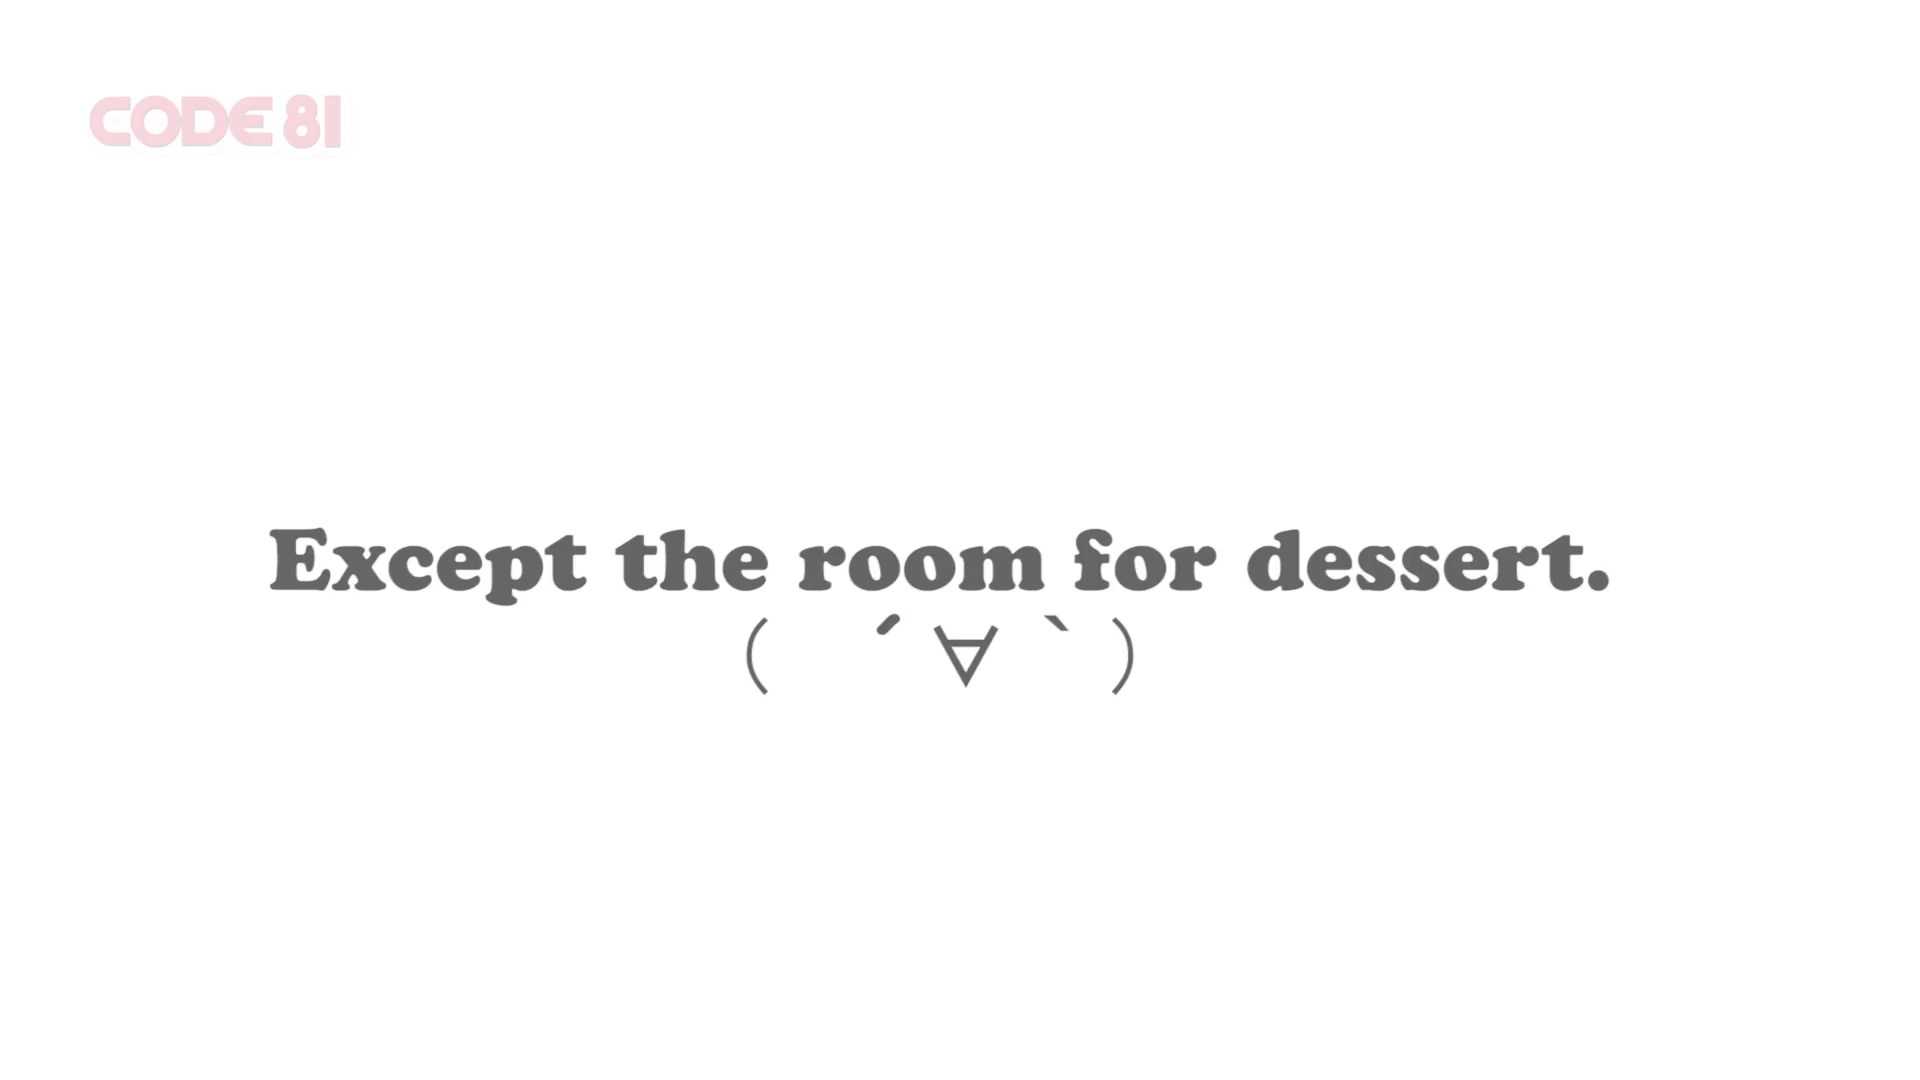 CODE 81
Except the room for dessert.
(　´∀｀)